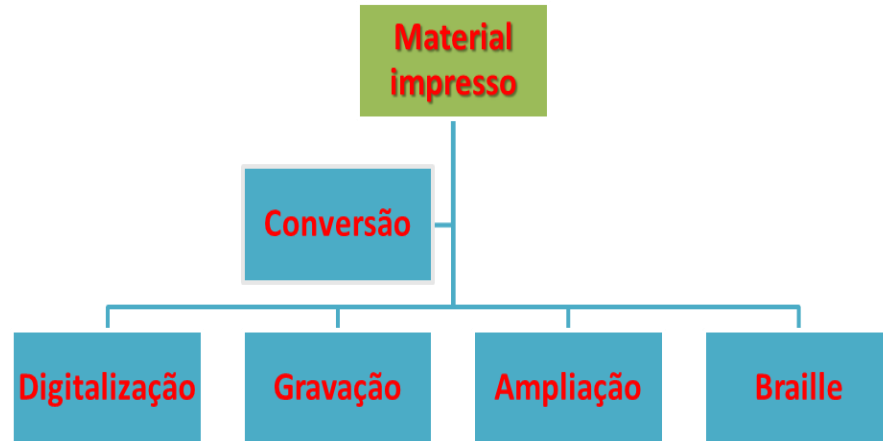 Material
impresso
Conversão
Digitalização
Gravação
Ampliação
Braille